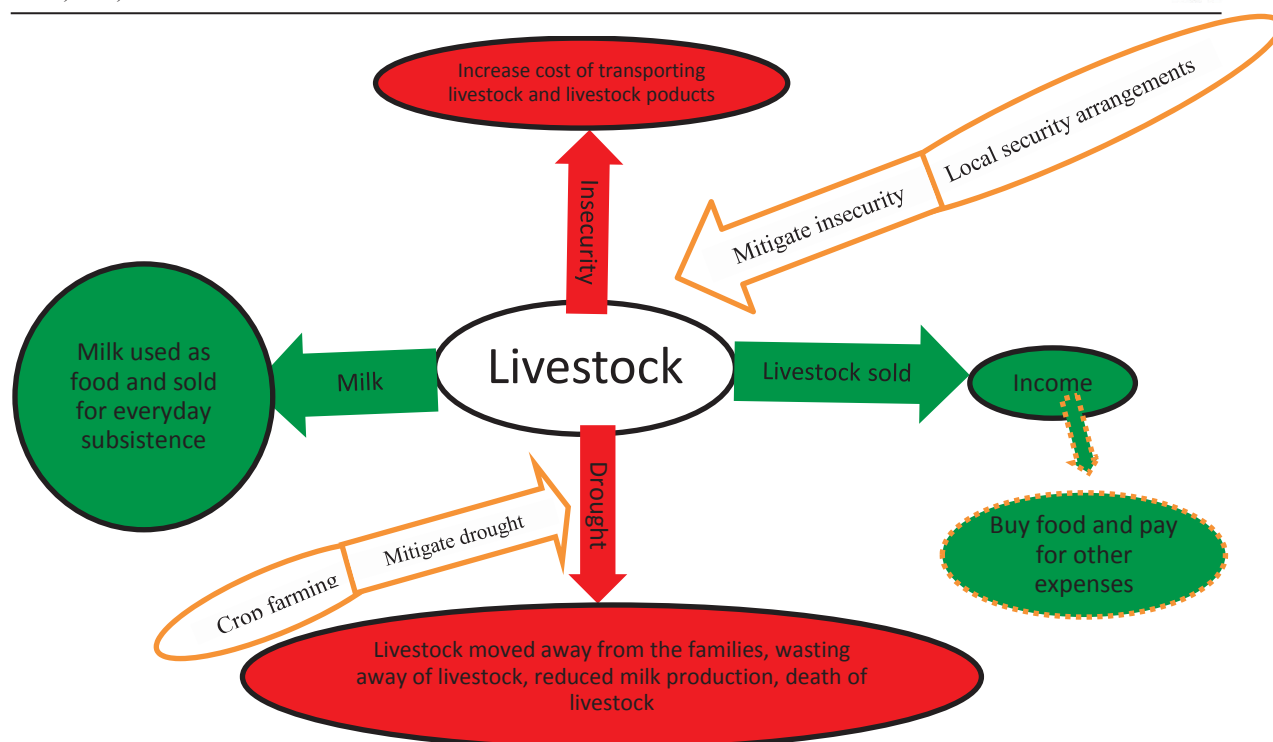 Increase cost of transporting
livestock and livestock poducts
Local security arrangements
Mitigate insecurity
Insecurity
Milk used as
food and sold
for everyday
subsistence
Milk
Livestock
Livestock sold
Income
Drought
Buy food and pay
for other
expenses
Mitigate drought
Crop farming
Livestock moved away from the families, wasting
away of livestock, reduced milk production, death of
livestock